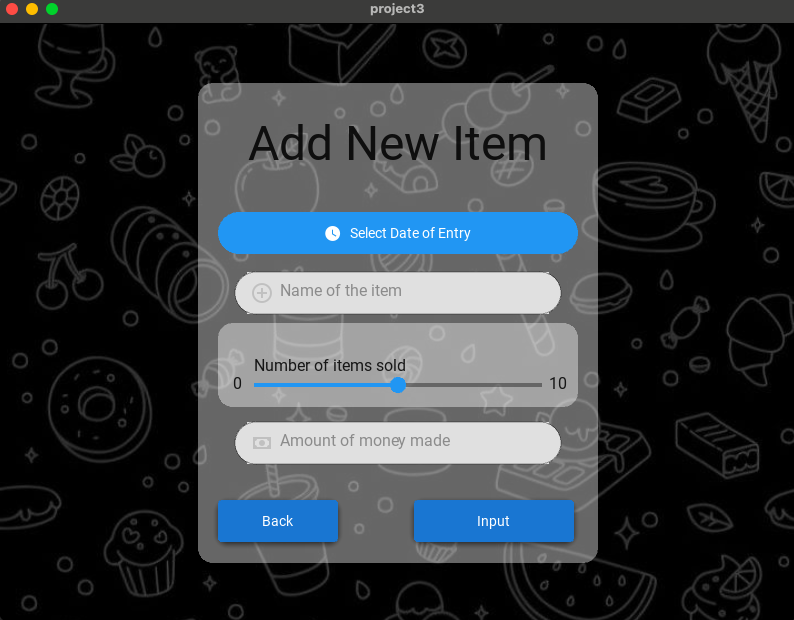 project3
Add New Item
Select Date of Entry
Name of the item
Number of items sold
0 10
Amount of money made
Back Input